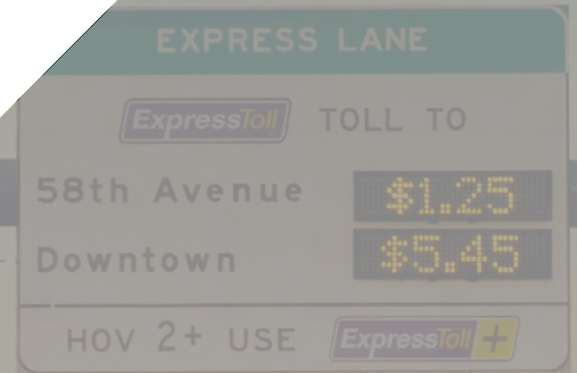 EXPRESS LANE
ExpressToll TOLL TO
58th Avenue $1.25
Downtown $5.45
HOV 2+ USE ExpressToll +